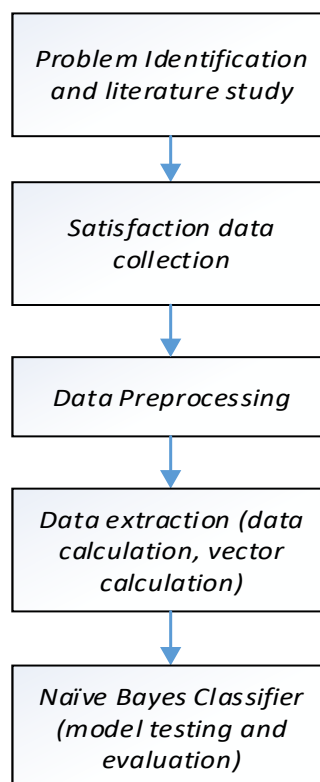 Problem Identification
and literature study
Satisfaction data
collection
Data Preprocessing
Data extraction (data
calculation, vector
calculation)
Naïve Bayes Classifier
(model testing and
evaluation)